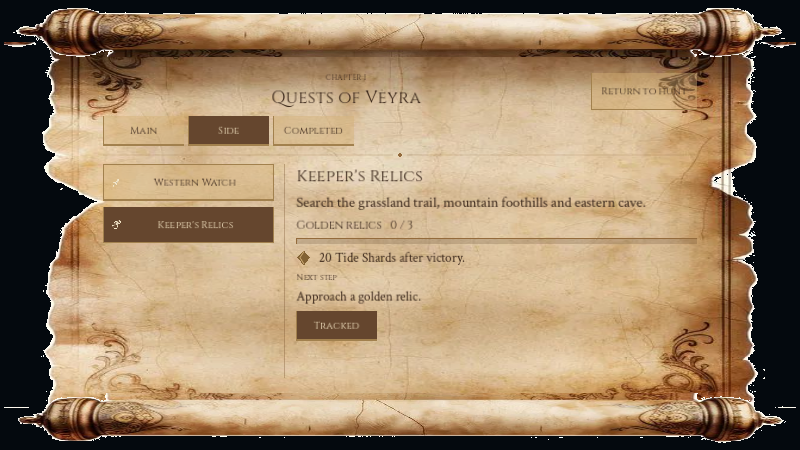 CHAPTER I
QUESTS OF VEYRA
RETURN TO HUNT
MAIN
SIDE
COMPLETED
WESTERN WATCH
KEEPER'S RELICS
KEEPER'S RELICS
Search the grassland trail, mountain foothills and eastern cave.
GOLDEN RELICS 0 / 3
20 Tide Shards after victory.
NEXT STEP
Approach a golden relic.
TRACKED